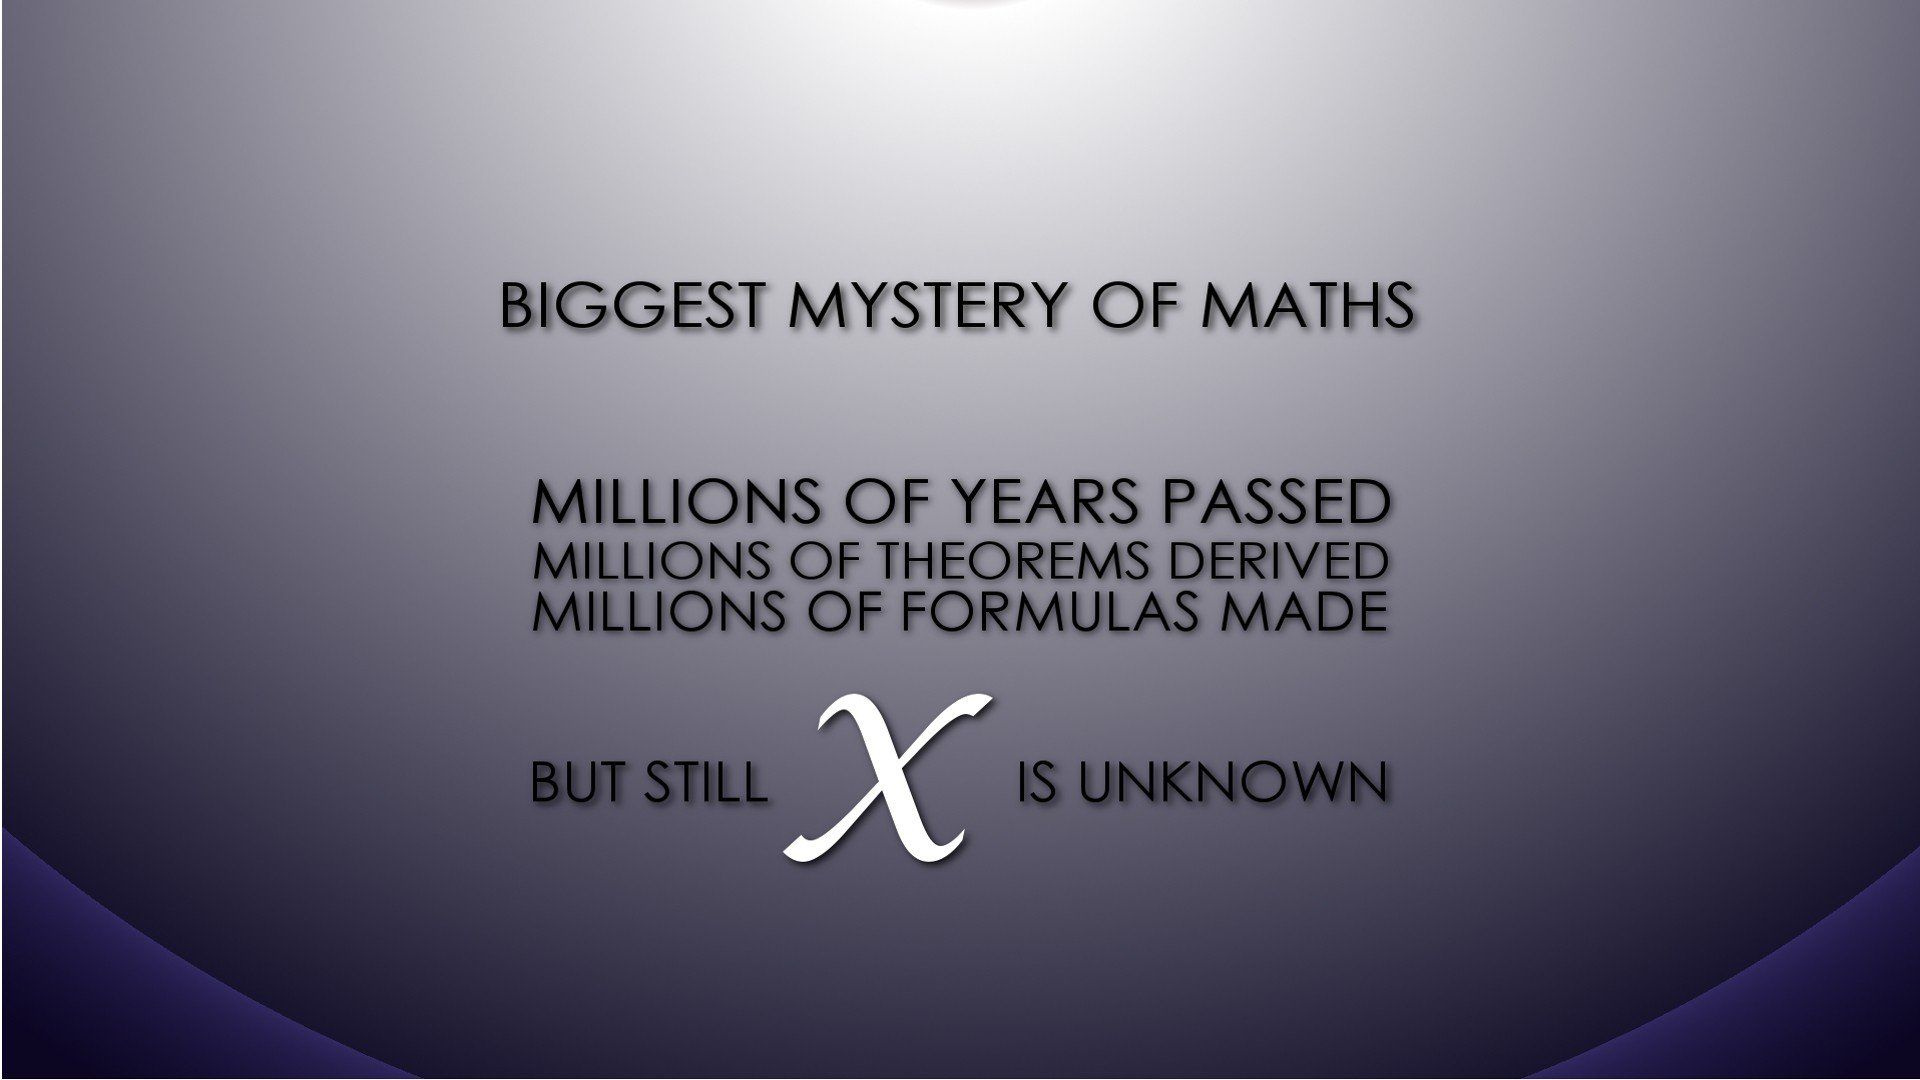 BIGGEST MYSTERY OF MATHS
MILLIONS OF YEARS PASSED
MILLIONS OF THEOREMS DERIVED
MILLIONS OF FORMULAS MADE
BUT STILL x IS UNKNOWN